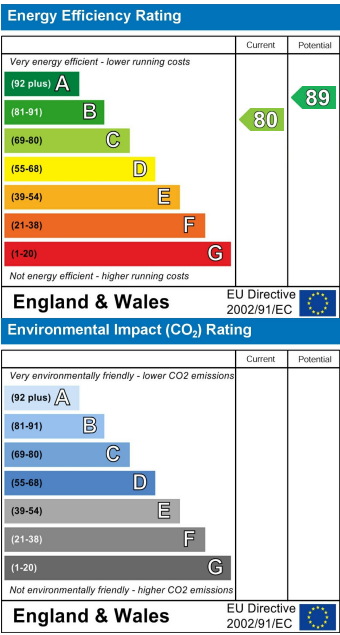 Energy Efficiency Rating
Current Potential
Very energy efficient - lower running costs
(92 plus) A
(81-91) B
(69-80) C
(55-68) D
(39-54) E
(21-38) F
(1-20) G
80
89
Not energy efficient - higher running costs
England & Wales
EU Directive
2002/91/EC
Environmental Impact (CO₂) Rating
Current Potential
Very environmentally friendly - lower CO2 emissions
(92 plus) A
(81-91) B
(69-80) C
(55-68) D
(39-54) E
(21-38) F
(1-20) G
Not environmentally friendly - higher CO2 emissions
England & Wales
EU Directive
2002/91/EC